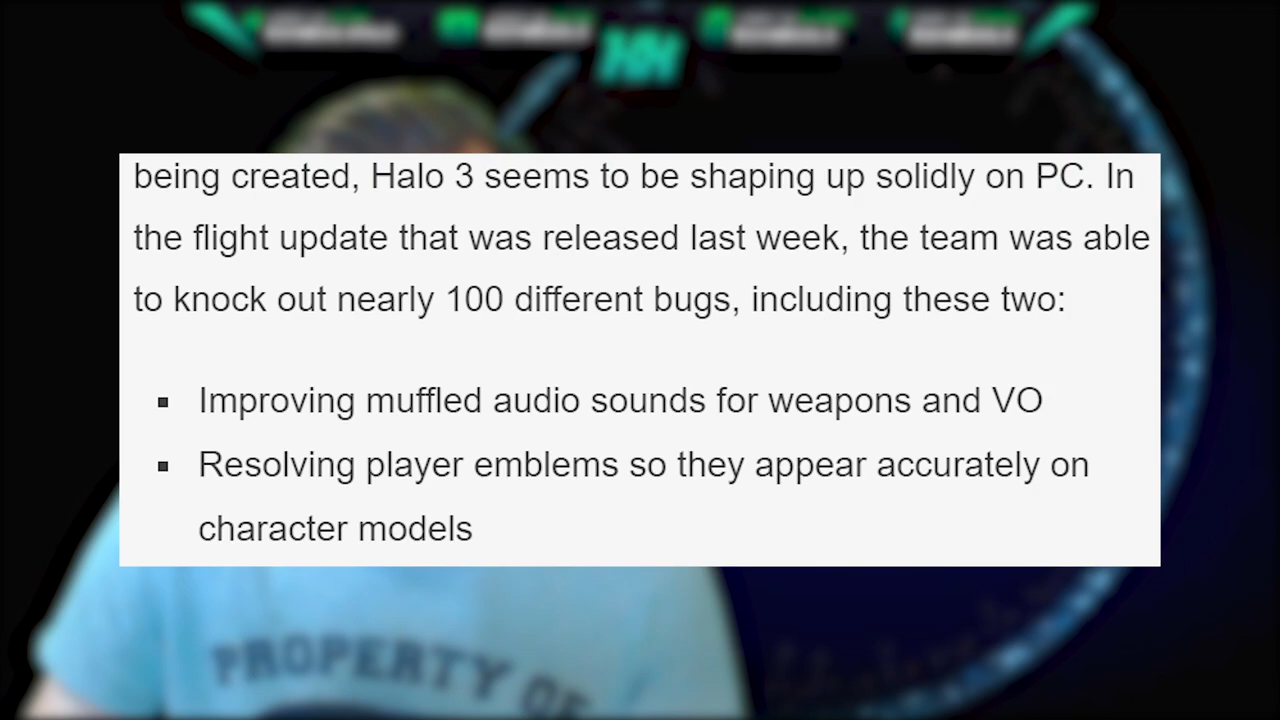 HH
being created, Halo 3 seems to be shaping up solidly on PC. In
the flight update that was released last week, the team was able
to knock out nearly 100 different bugs, including these two:
▪ Improving muffled audio sounds for weapons and VO
▪ Resolving player emblems so they appear accurately on
character models
PROPERTY OF